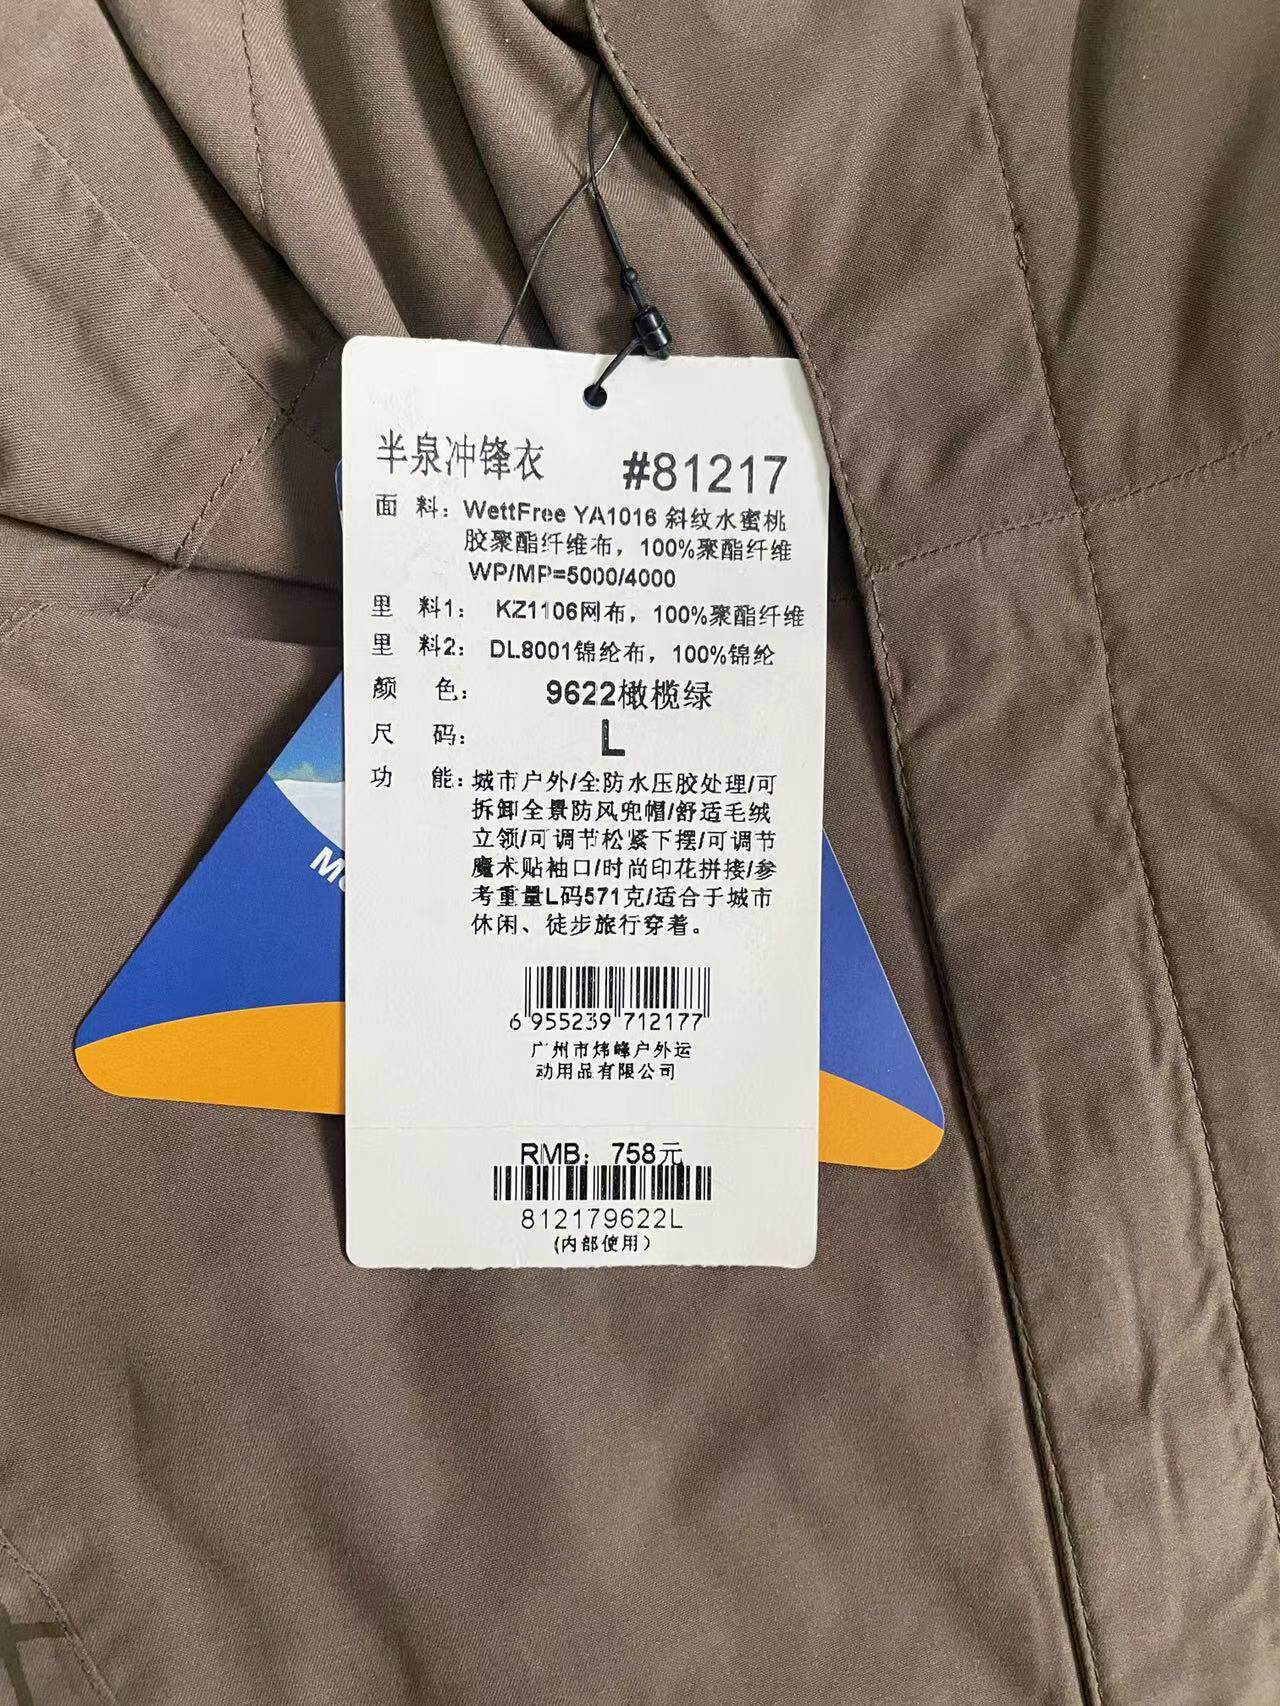 半泉冲锋衣 #81217
面 料：WettFree YA1016 斜纹水蜜桃
胶聚酯纤维布，100%聚酯纤维
WP/MP=5000/4000
里 料1： KZ1106网布，100%聚酯纤维
里 料2： DL8001锦纶布，100%锦纶
颜 色： 9622橄榄绿
尺 码： L
功 能：城市户外/全防水压胶处理/可
拆卸全景防风兜帽/舒适毛绒
立领/可调节松紧下摆/可调节
魔术贴袖口/时尚印花拼接/参
考重量L码571克/适合于城市
休闲、徒步旅行穿着。
6 955239 712177
广州市炜峰户外运
动用品有限公司
RMB： 758元
812179622L
(内部使用)